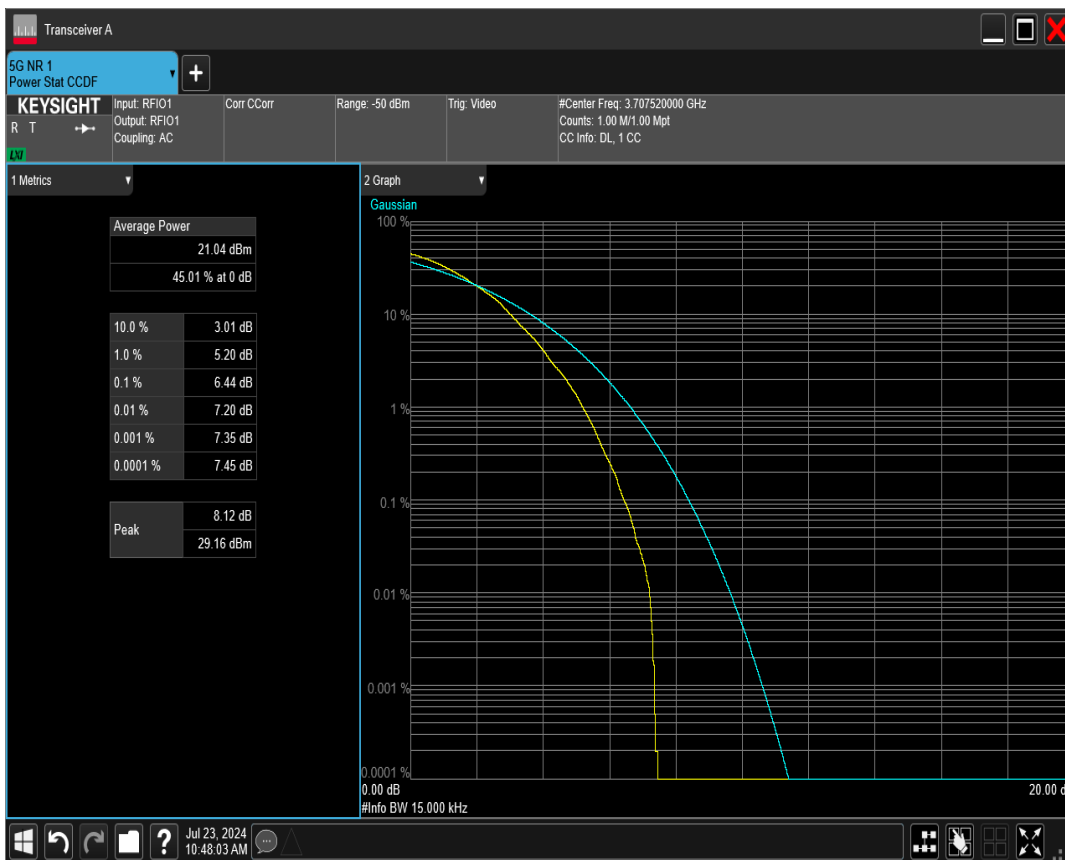 Transceiver A
5G NR 1
Power Stat CCDF
KEYSIGHT
R T
LXI
Input: RFIO1
Output: RFIO1
Coupling: AC
Corr CCorr
Range: -50 dBm
Trig: Video
#Center Freq: 3.707520000 GHz
Counts: 1.00 M/1.00 Mpt
CC Info: DL, 1 CC
1 Metrics
Average Power
21.04 dBm
45.01 % at 0 dB
10.0 % 3.01 dB
1.0 % 5.20 dB
0.1 % 6.44 dB
0.01 % 7.20 dB
0.001 % 7.35 dB
0.0001 % 7.45 dB
Peak
8.12 dB
29.16 dBm
2 Graph
Gaussian
100 %
10 %
1 %
0.1 %
0.01 %
0.001 %
0.0001 %
0.00 dB
20.00 d
#Info BW 15.000 kHz
Jul 23, 2024
10:48:03 AM